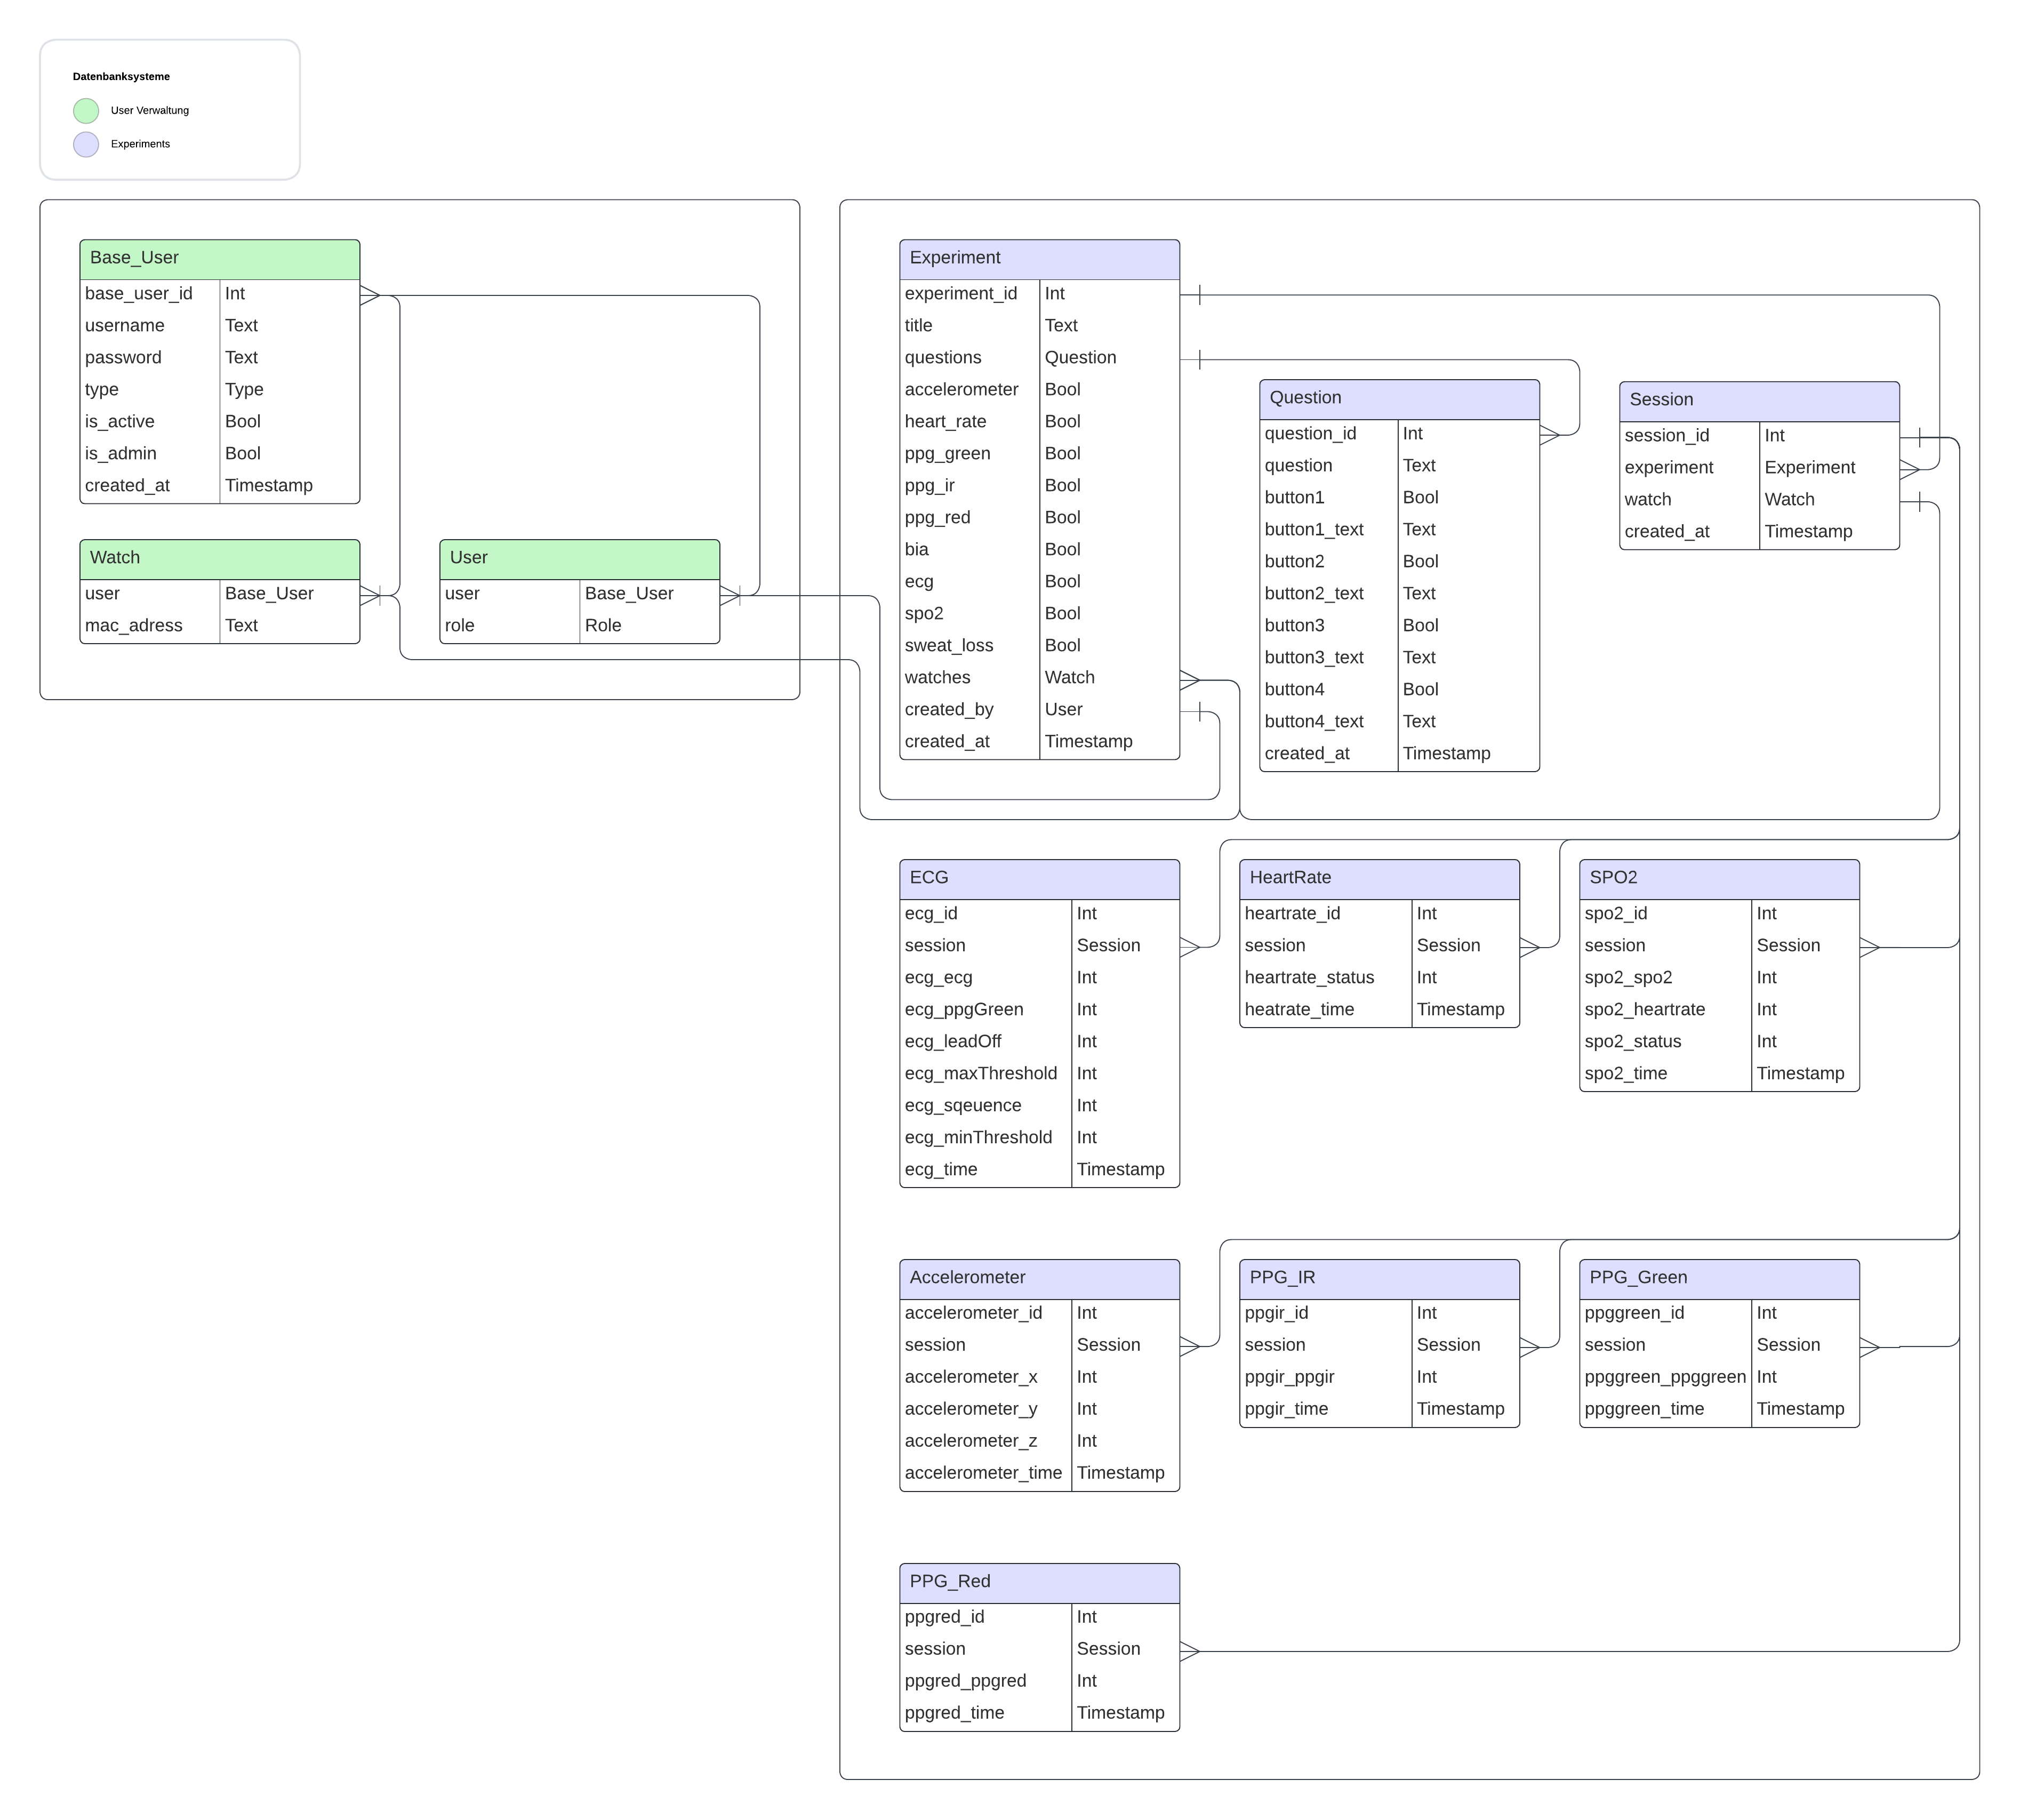 Datenbanksysteme
User Verwaltung
Experiments
Base_User
base_user_id Int
username Text
password Text
type Type
is_active Bool
is_admin Bool
created_at Timestamp
Watch
user Base_User
mac_adress Text
User
user Base_User
role Role
Experiment
experiment_id Int
title Text
questions Question
accelerometer Bool
heart_rate Bool
ppg_green Bool
ppg_ir Bool
ppg_red Bool
bia Bool
ecg Bool
spo2 Bool
sweat_loss Bool
watches Watch
created_by User
created_at Timestamp
Question
question_id Int
question Text
button1 Bool
button1_text Text
button2 Bool
button2_text Text
button3 Bool
button3_text Text
button4 Bool
button4_text Text
created_at Timestamp
Session
session_id Int
experiment Experiment
watch Watch
created_at Timestamp
ECG
ecg_id Int
session Session
ecg_ecg Int
ecg_ppgGreen Int
ecg_leadOff Int
ecg_maxThreshold Int
ecg_sqeuence Int
ecg_minThreshold Int
ecg_time Timestamp
HeartRate
heartrate_id Int
session Session
heartrate_status Int
heatrate_time Timestamp
SPO2
spo2_id Int
session Session
spo2_spo2 Int
spo2_heartrate Int
spo2_status Int
spo2_time Timestamp
Accelerometer
accelerometer_id Int
session Session
accelerometer_x Int
accelerometer_y Int
accelerometer_z Int
accelerometer_time Timestamp
PPG_IR
ppgir_id Int
session Session
ppgir_ppgir Int
ppgir_time Timestamp
PPG_Green
ppggreen_id Int
session Session
ppggreen_ppggreen Int
ppggreen_time Timestamp
PPG_Red
ppgred_id Int
session Session
ppgred_ppgred Int
ppgred_time Timestamp